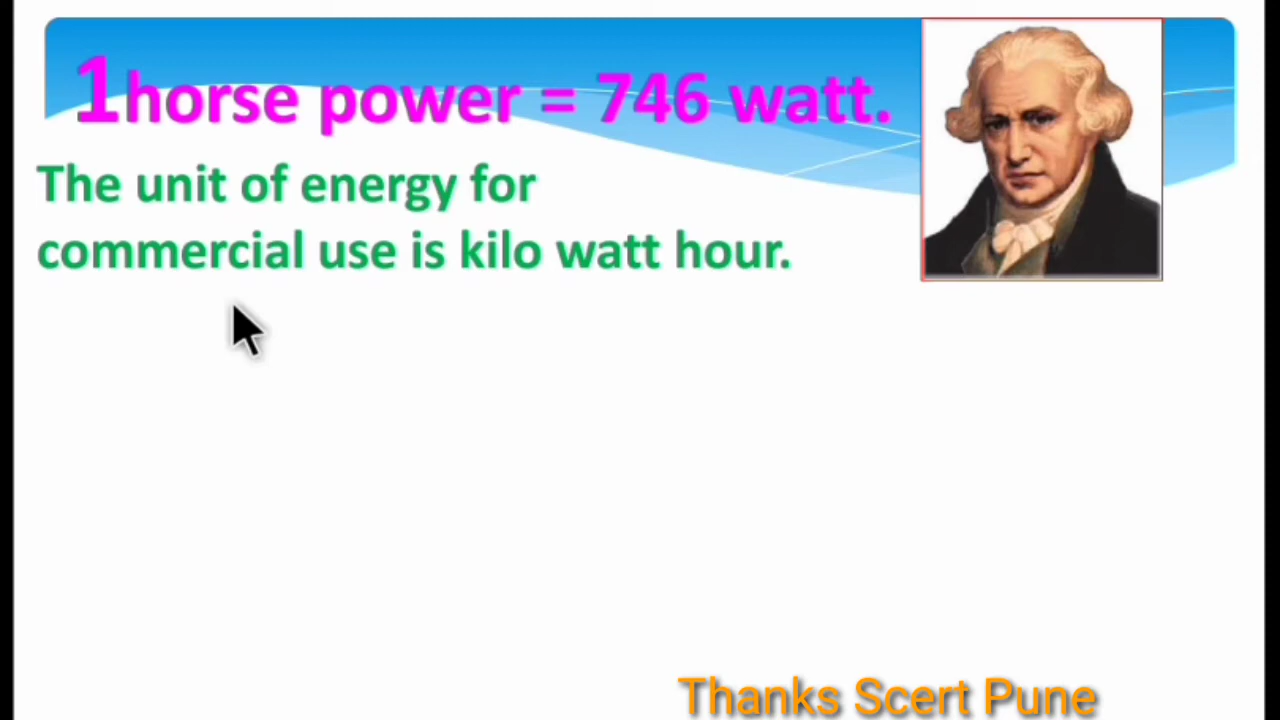 1horse power = 746 watt.
The unit of energy for
commercial use is kilo watt hour.
Thanks Scert Pune